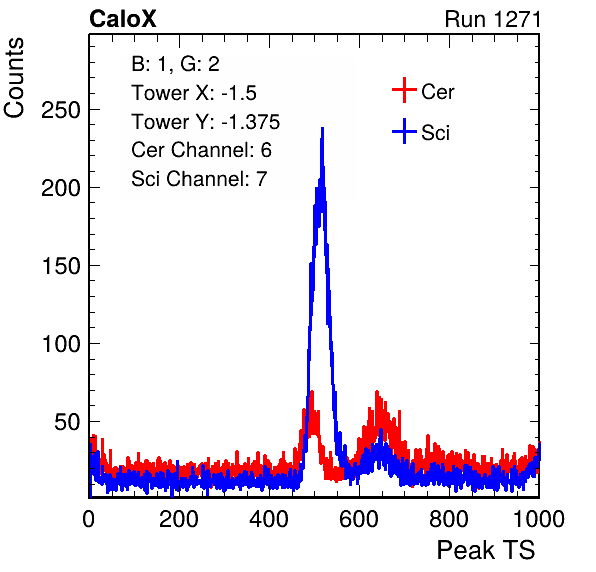 CaloX Run 1271
Counts
B: 1, G: 2
Tower X: -1.5
Tower Y: -1.375
Cer Channel: 6
Sci Channel: 7
Cer
Sci
250
200
150
100
50
0 200 400 600 800 1000
Peak TS